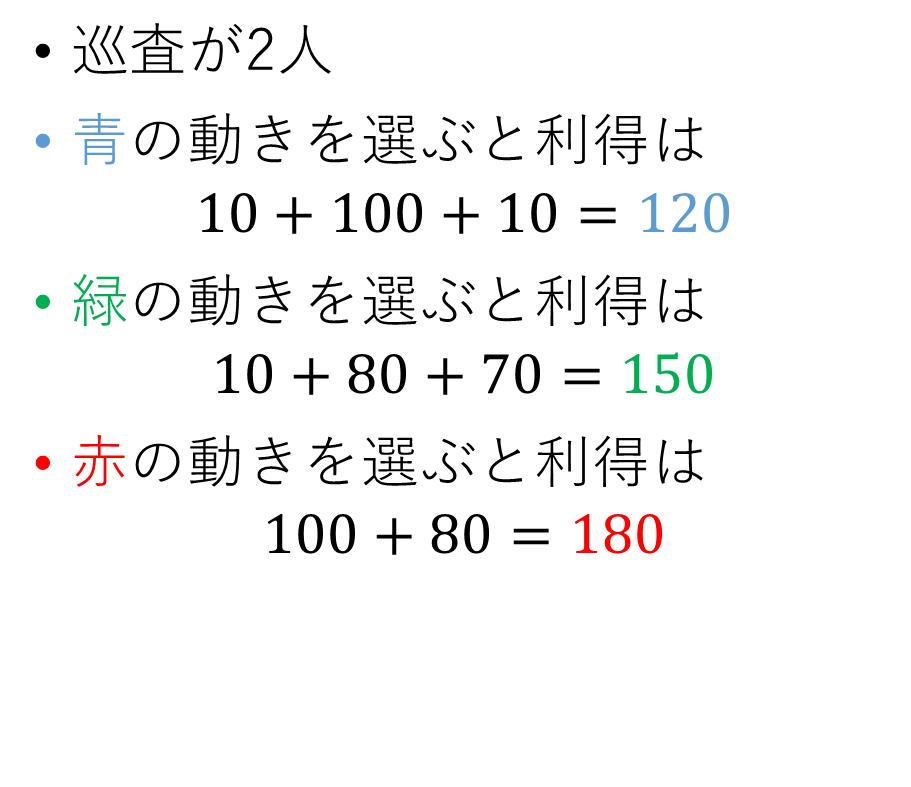 • 巡査が2人
• 青の動きを選ぶと利得は
10 + 100 + 10 = 120
• 緑の動きを選ぶと利得は
10 + 80 + 70 = 150
• 赤の動きを選ぶと利得は
100 + 80 = 180